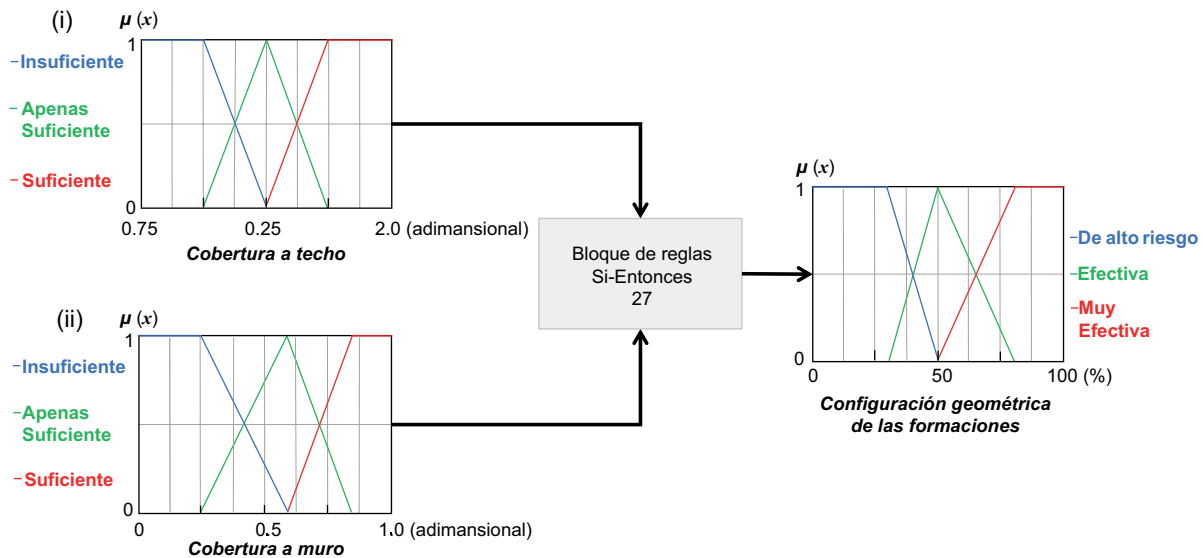 (i)
μ (x)
1
Insuficiente
Apenas
Suficiente
Suficiente
0
0.75
0.25
2.0 (adimansional)
Cobertura a techo
Bloque de reglas
Si-Entonces
27
μ (x)
1
De alto riesgo
Efectiva
Muy
Efectiva
0
0
50
100 (%)
Configuración geométrica
de las formaciones
(ii)
μ (x)
1
Insuficiente
Apenas
Suficiente
Suficiente
0
0
0.5
1.0 (adimansional)
Cobertura a muro